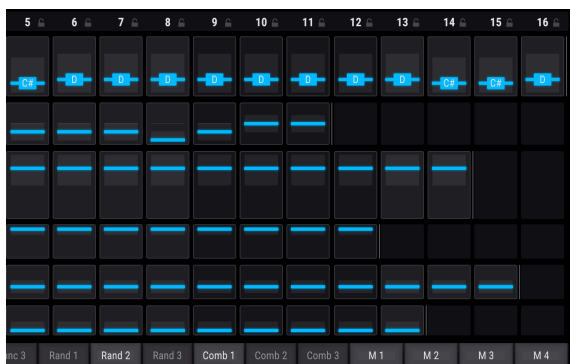 5 6 7 8 9 10 11 12 13 14 15 16
C# D D D D D D D D C# C# D
nc 3 Rand 1 Rand 2 Rand 3 Comb 1 Comb 2 Comb 3 M 1 M 2 M 3 M 4